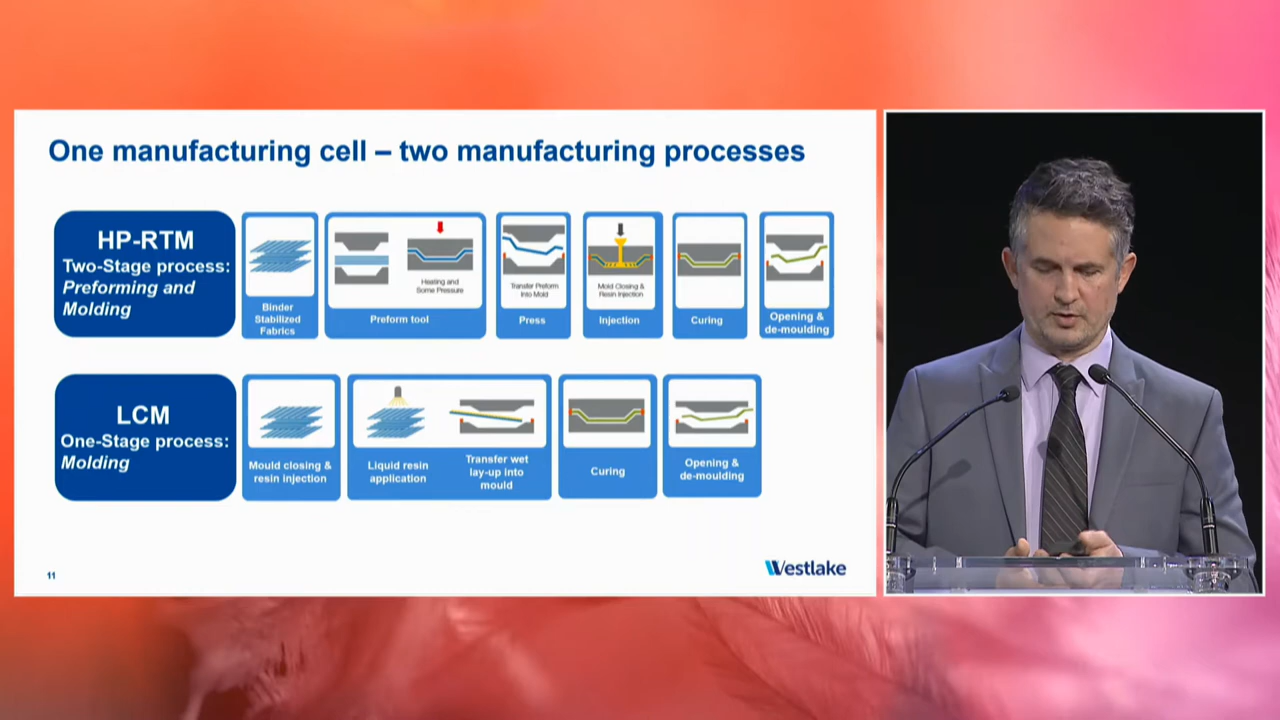 One manufacturing cell – two manufacturing processes
HP-RTM
Two-Stage process:
Preforming and
Molding
Binder
Stabilized
Fabrics
Heating and
Some Pressure
Preform tool
Transfer Preform
Into Mold
Press
Mold Closing &
Resin Injection
Injection
Curing
Opening &
de-moulding
LCM
One-Stage process:
Molding
Mould closing &
resin injection
Liquid resin
application
Transfer wet
lay-up into
mould
Curing
Opening &
de-moulding
11
Westlake